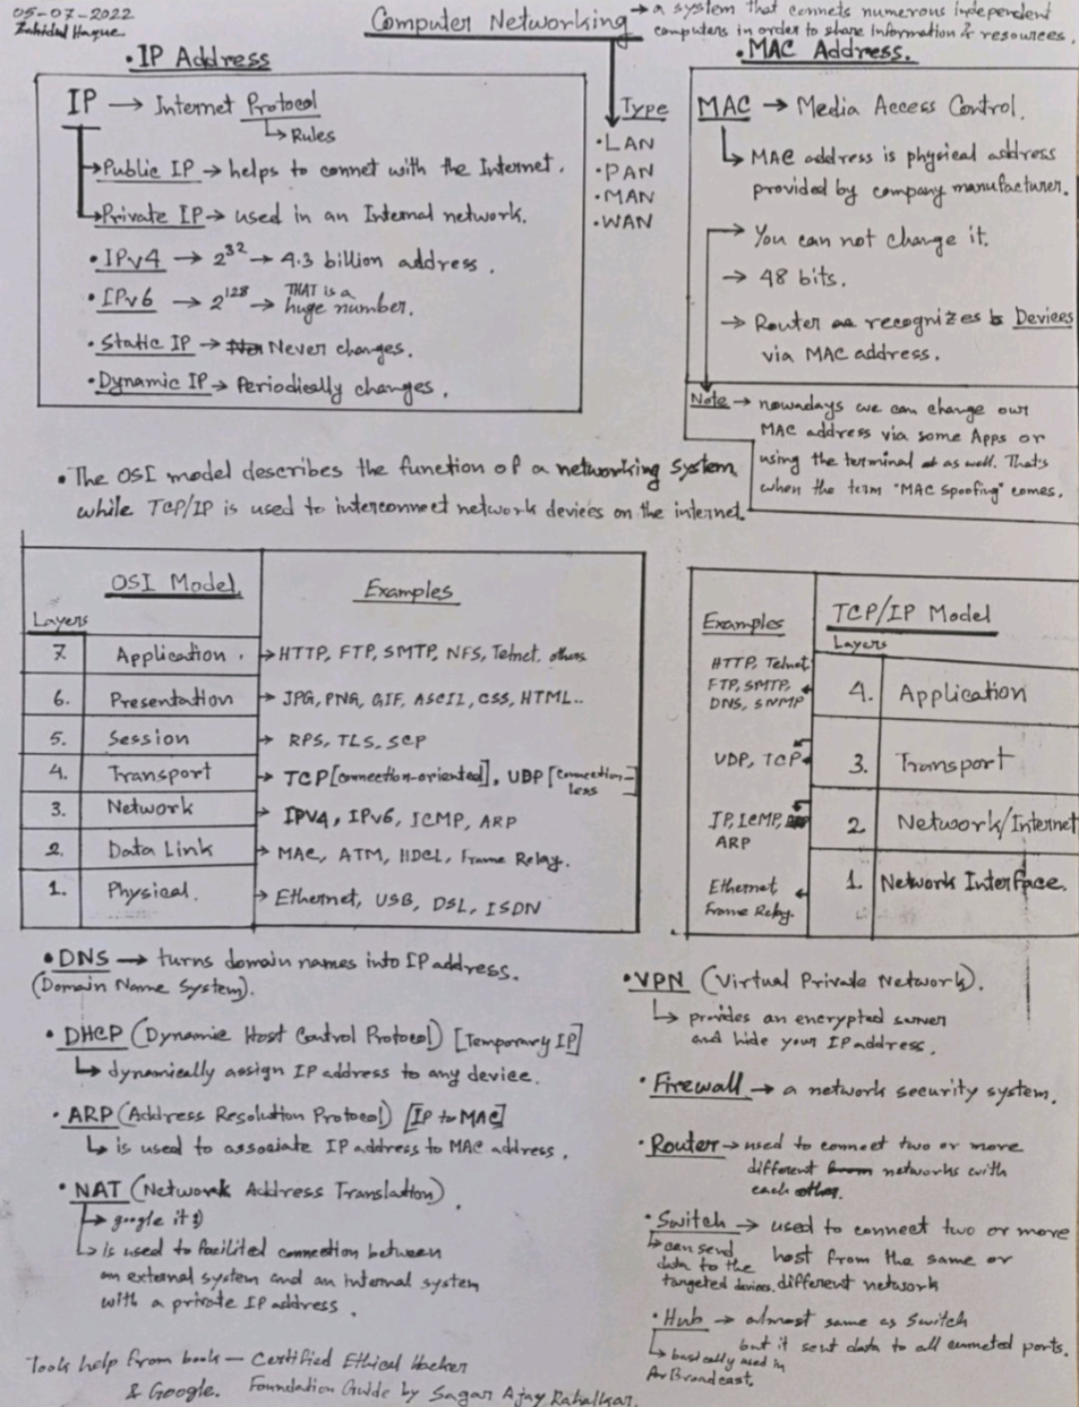 05-07-2022
Zahidul Haque
Computer Networking → a system that connets numerous independent
computers in order to share Information & resources.
• IP Address
IP → Internet Protocol
↳ Rules
→ Public IP → helps to connet with the Internet.
→ Private IP → used in an Internal network.
• IPv4 → 2³² → 4.3 billion address.
• IPv6 → 2¹²⁸ → THAT is a
huge number.
• Static IP → Never changes.
• Dynamic IP → Periodically changes.
Type
• LAN
• PAN
• MAN
• WAN
• MAC Address.
MAC → Media Access Control.
↳ MAC address is physical address
provided by company manufacturer.
→ You can not change it.
→ 48 bits.
→ Router recognizes Devices
via MAC address.
Note → nowadays we can change our
MAC address via some Apps or
using the terminal as well. That's
when the term "MAC spoofing" comes.
• The OSI model describes the function of a networking system
while TCP/IP is used to interconnect network devices on the internet.
OSI Model Examples
Layers
7. Application. → HTTP, FTP, SMTP, NFS, Telnet, others
6. Presentation → JPG, PNG, GIF, ASCII, CSS, HTML..
5. Session → RPS, TLS, SCP
4. Transport → TCP [connection-oriented], UDP [connection-
less]
3. Network → IPV4, IPv6, ICMP, ARP
2. Data Link → MAC, ATM, HDCL, Frame Relay.
1. Physical. → Ethernet, USB, DSL, ISDN
Examples TCP/IP Model
Layers
HTTP, Telnet
FTP, SMTP,
DNS, SNMP
4. Application
UDP, TCP 3. Transport
IP, ICMP,
ARP
2. Network/Internet
Ethernet
Frame Relay.
1. Network Interface.
• DNS → turns domain names into IP address.
(Domain Name System).
• DHCP (Dynamic Host Control Protocol) [Temporary IP]
↳ dynamically assign IP address to any device.
• ARP (Address Resolution Protocol) [IP to MAC]
↳ is used to associate IP address to MAC address.
• NAT (Network Address Translation).
→ google it :)
↳ is used to facilited connection between
an external system and an internal system
with a private IP address.
• VPN (Virtual Private Network).
↳ provides an encrypted server
and hide your IP address.
• Firewall → a network security system.
• Router → used to connect two or more
different networks with
each other.
• Switch → used to connect two or more
host from the same or
different network
↳ can send
data to the
targeted devices.
• Hub → almost same as Switch
but it sent data to all connected ports.
↳ basically used in
Broadcast.
Took help from book — Certified Ethical Hacker
& Google. Foundation Guide by Sagar Ajay Rahalkar.